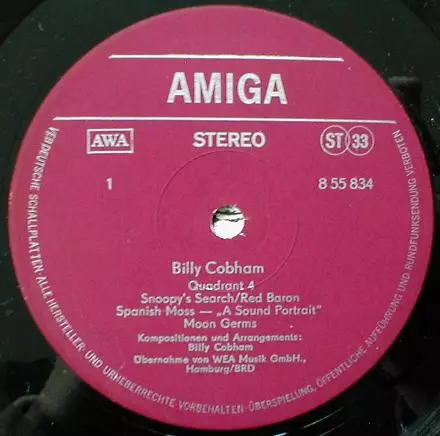 AMIGA
AWA
STEREO
ST 33
1
8 55 834
Billy Cobham
Quadrant 4
Snoopy's Search/Red Baron
Spanish Moss — „A Sound Portrait"
Moon Germs
Kompositionen und Arrangements:
Billy Cobham
Übernahme von WEA Musik GmbH.,
Hamburg/BRD
VEB DEUTSCHE SCHALLPLATTEN · ALLE HERSTELLER- UND URHEBERRECHTE VORBEHALTEN · ÜBERSPIELUNG, ÖFFENTLICHE AUFFÜHRUNG UND RUNDFUNKSENDUNG VERBOTEN